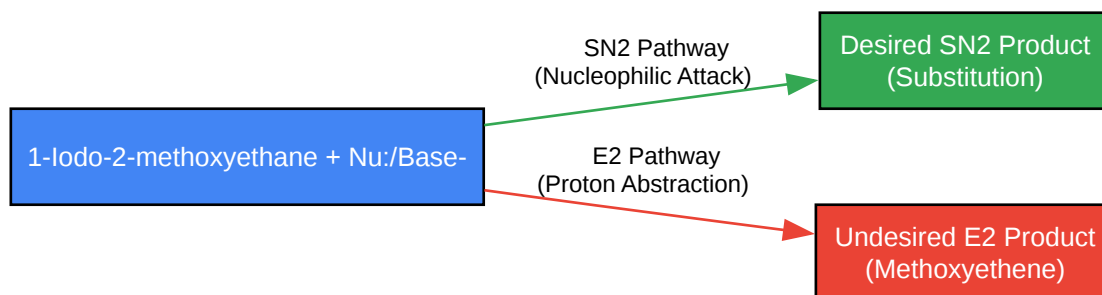 SN2 Pathway
(Nucleophilic Attack)
Desired SN2 Product
(Substitution)
1-Iodo-2-methoxyethane + Nu:/Base-
E2 Pathway
(Proton Abstraction)
Undesired E2 Product
(Methoxyethene)